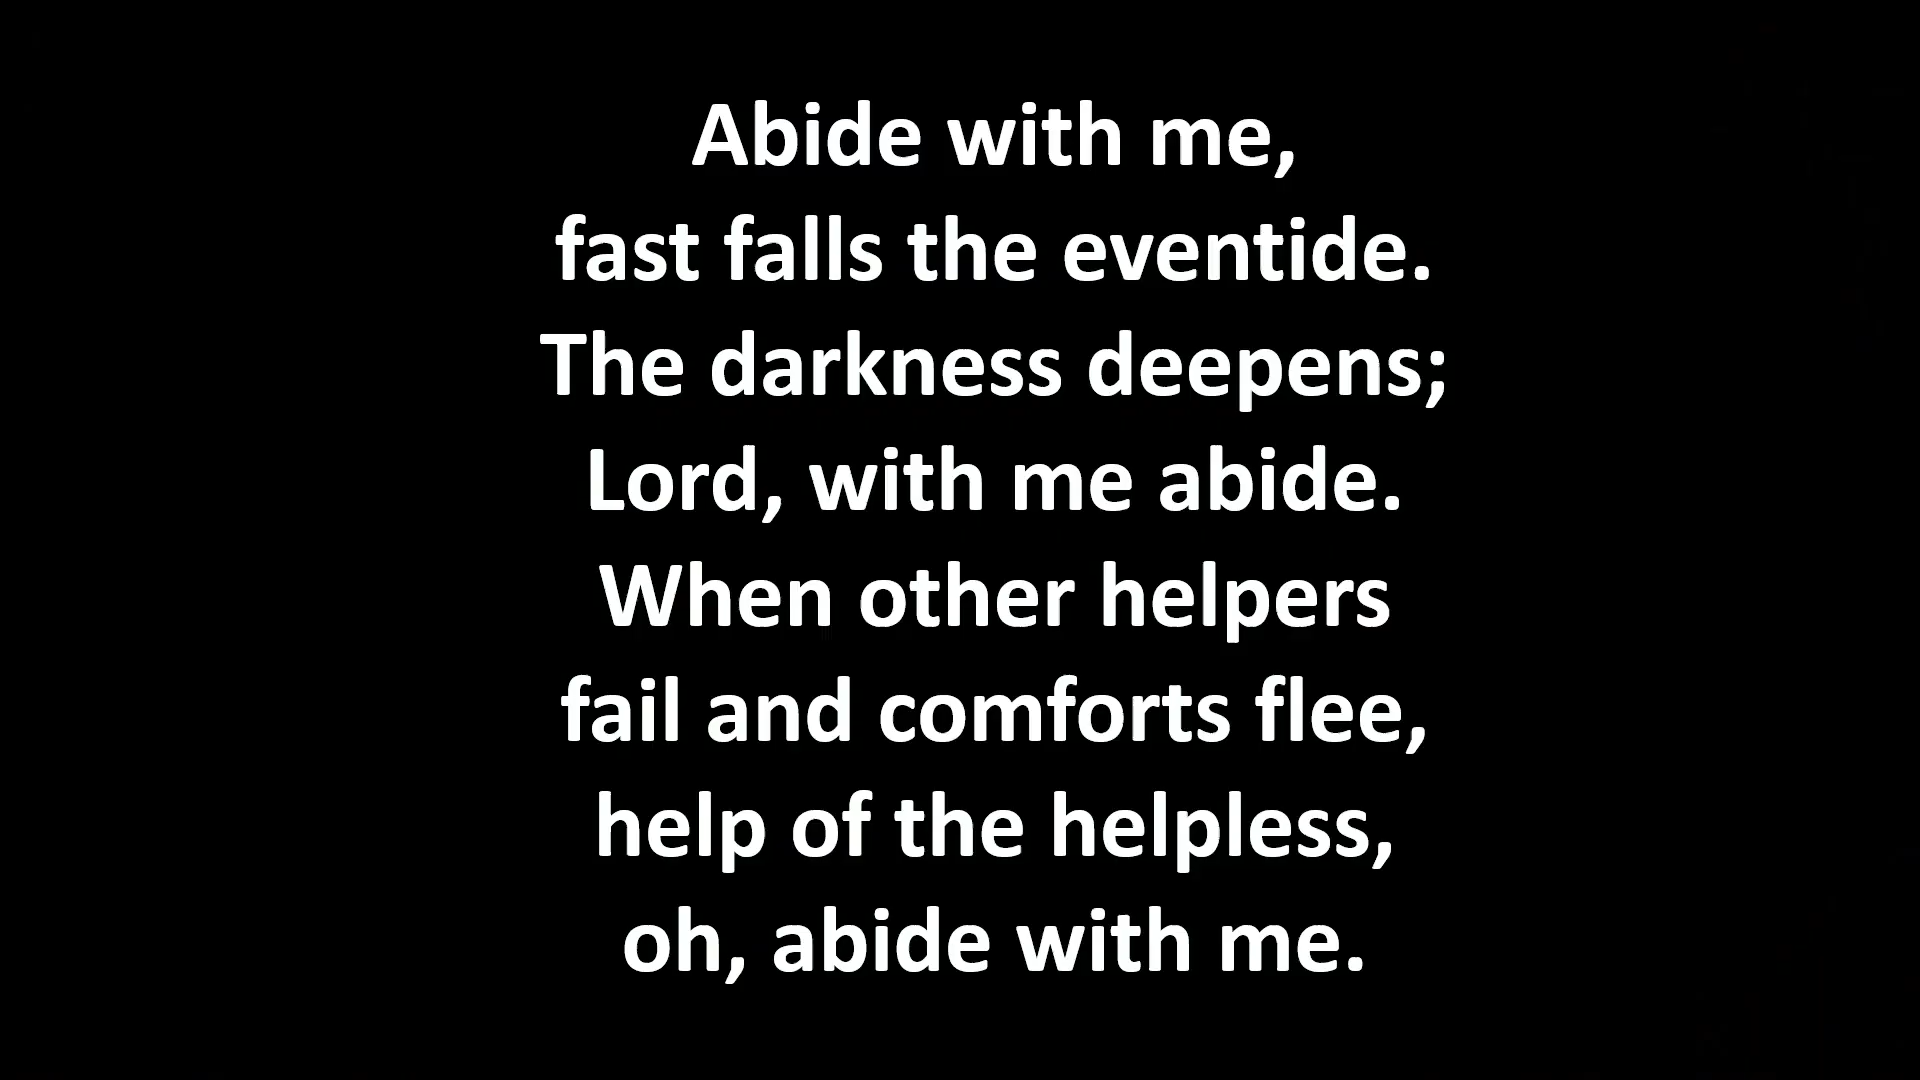 Abide with me,
fast falls the eventide.
The darkness deepens;
Lord, with me abide.
When other helpers
fail and comforts flee,
help of the helpless,
oh, abide with me.